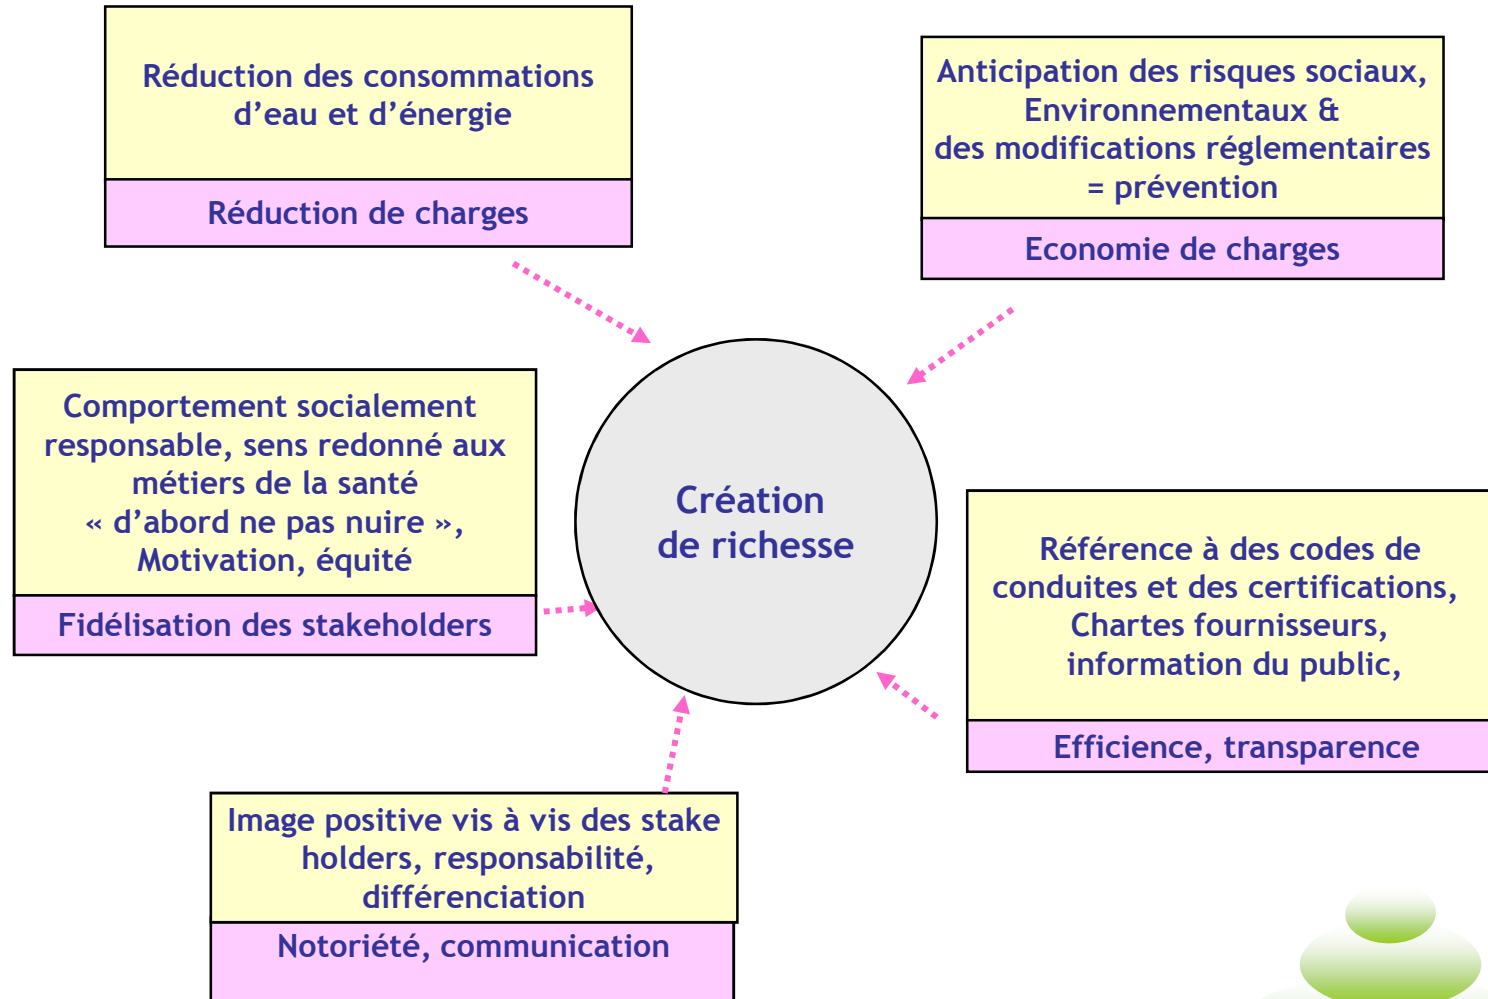 Réduction des consommations
d’eau et d’énergie
Réduction de charges
Anticipation des risques sociaux,
Environnementaux &
des modifications réglementaires
= prévention
Economie de charges
Comportement socialement
responsable, sens redonné aux
métiers de la santé
« d’abord ne pas nuire »,
Motivation, équité
Fidélisation des stakeholders
Création
de richesse
Référence à des codes de
conduites et des certifications,
Chartes fournisseurs,
information du public,
Efficience, transparence
Image positive vis à vis des stake
holders, responsabilité,
différenciation
Notoriété, communication